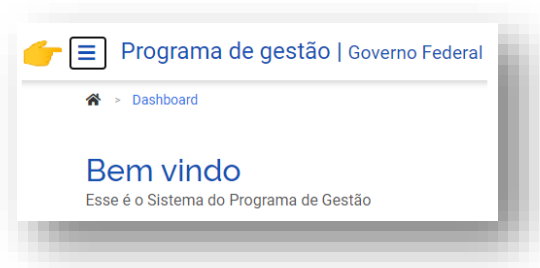 Programa de gestão | Governo Federal
> Dashboard
Bem vindo
Esse é o Sistema do Programa de Gestão